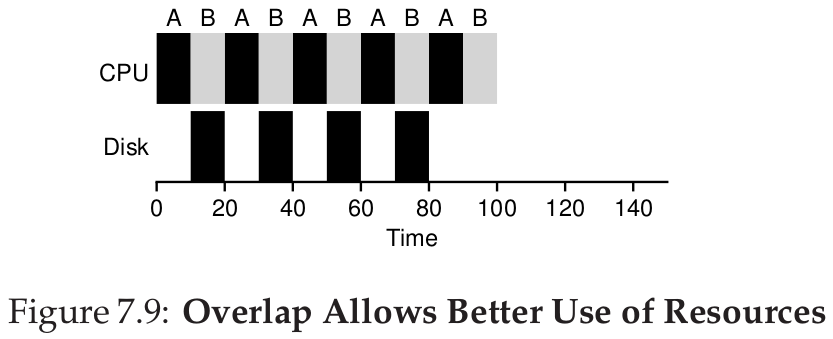 A B A B A B A B A B
CPU
Disk
0 20 40 60 80 100 120 140
Time
Figure 7.9: Overlap Allows Better Use of Resources